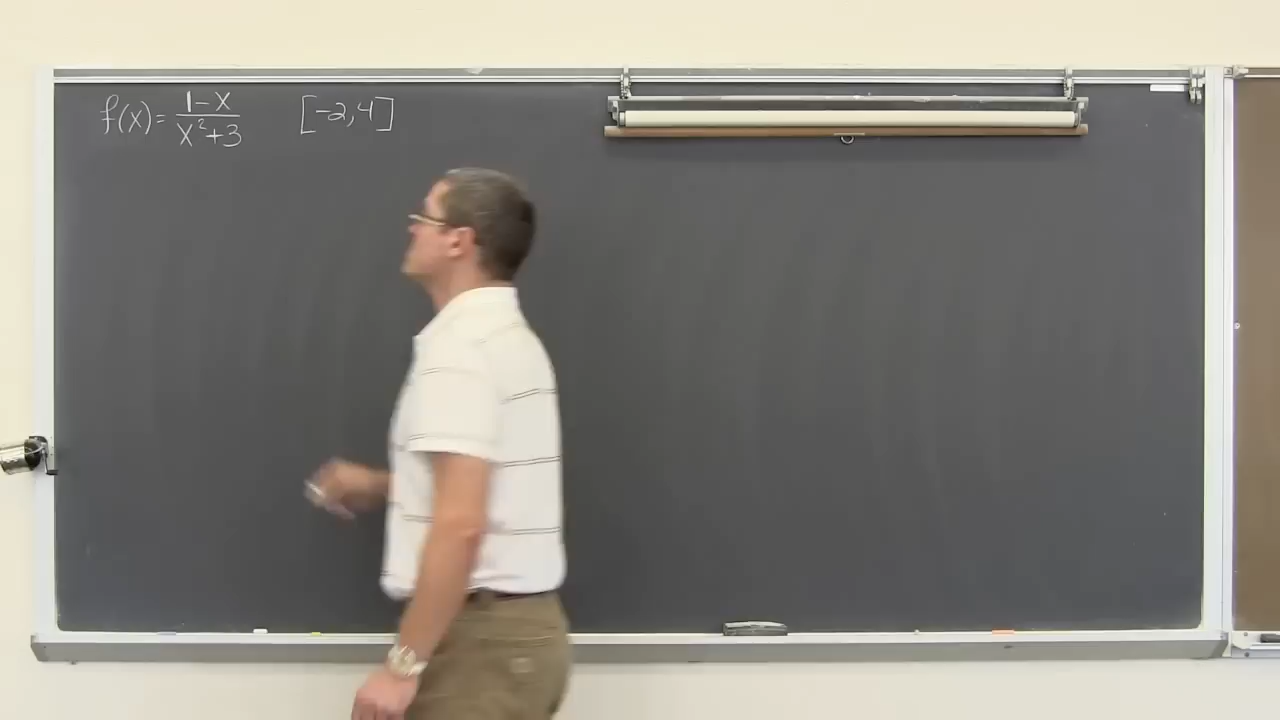 f(x) = (1-x)/(x²+3) [-2,4]